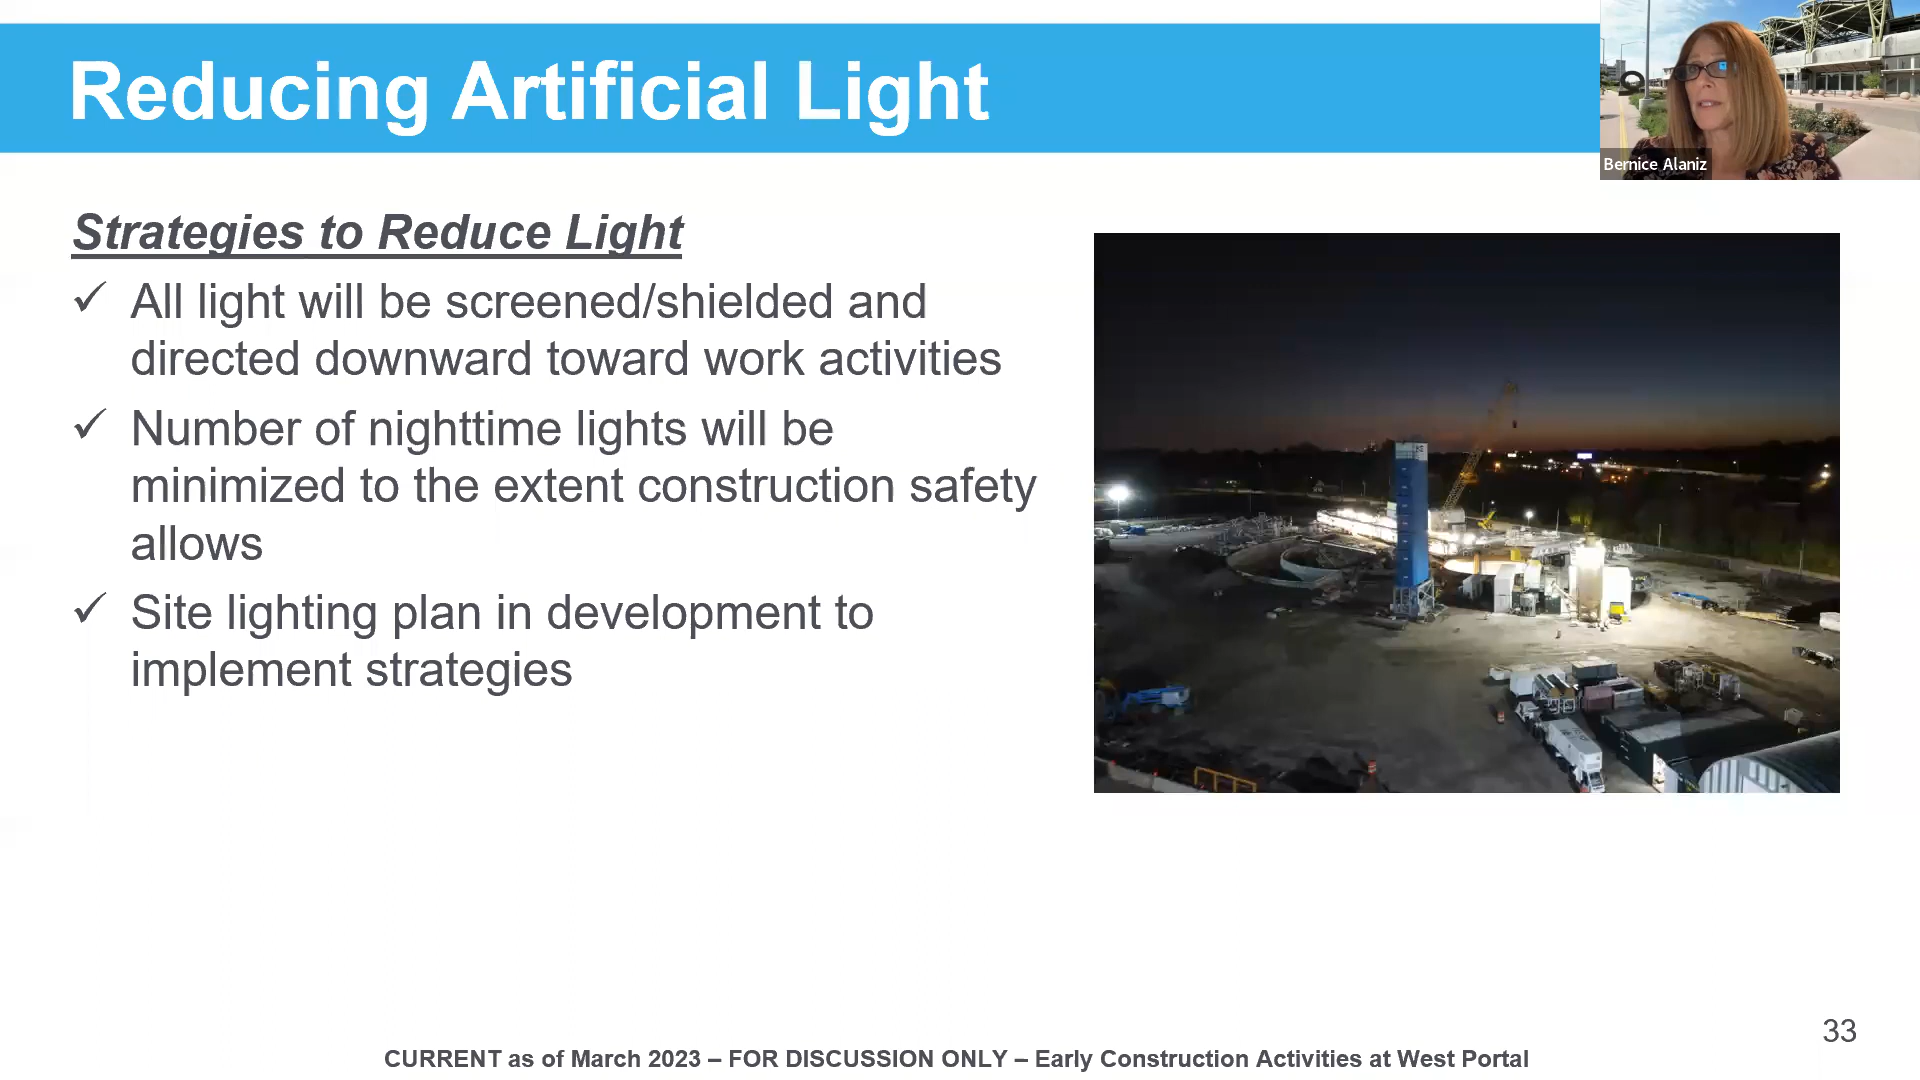 Reducing Artificial Light
Bernice Alaniz
Strategies to Reduce Light
All light will be screened/shielded and
directed downward toward work activities
Number of nighttime lights will be
minimized to the extent construction safety
allows
Site lighting plan in development to
implement strategies
33
CURRENT as of March 2023 – FOR DISCUSSION ONLY – Early Construction Activities at West Portal